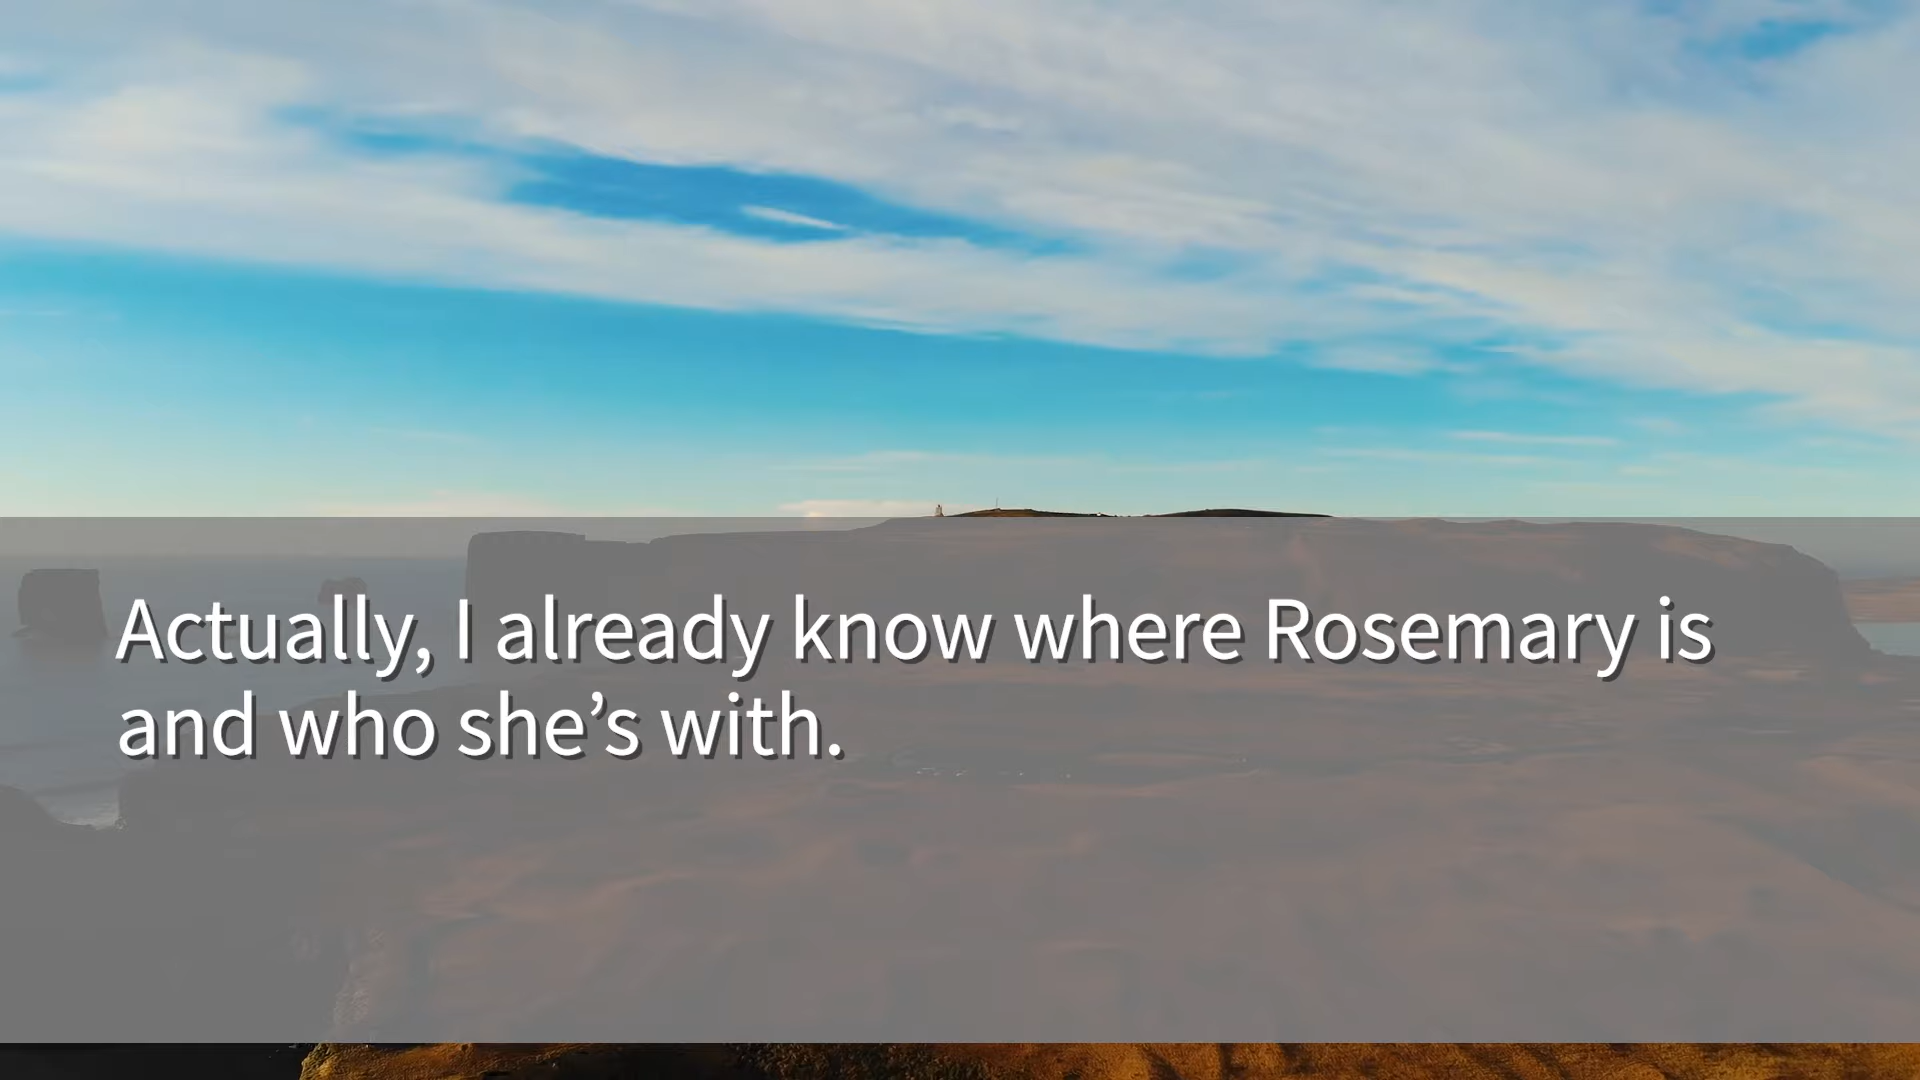 Actually, I already know where Rosemary is
and who she’s with.